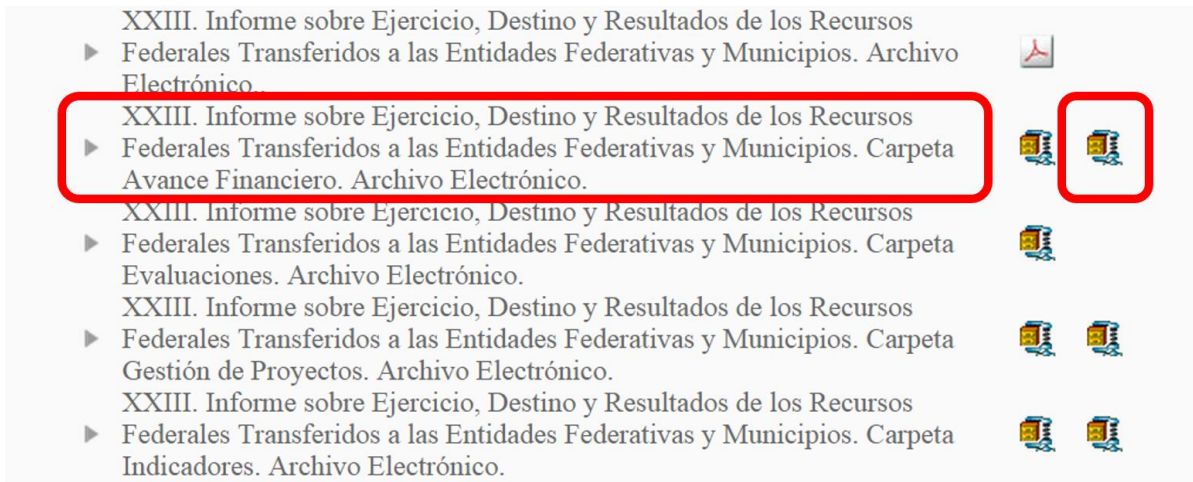 XXIII. Informe sobre Ejercicio, Destino y Resultados de los Recursos
Federales Transferidos a las Entidades Federativas y Municipios. Archivo
Electrónico..
XXIII. Informe sobre Ejercicio, Destino y Resultados de los Recursos
Federales Transferidos a las Entidades Federativas y Municipios. Carpeta
Avance Financiero. Archivo Electrónico.
XXIII. Informe sobre Ejercicio, Destino y Resultados de los Recursos
Federales Transferidos a las Entidades Federativas y Municipios. Carpeta
Evaluaciones. Archivo Electrónico.
XXIII. Informe sobre Ejercicio, Destino y Resultados de los Recursos
Federales Transferidos a las Entidades Federativas y Municipios. Carpeta
Gestión de Proyectos. Archivo Electrónico.
XXIII. Informe sobre Ejercicio, Destino y Resultados de los Recursos
Federales Transferidos a las Entidades Federativas y Municipios. Carpeta
Indicadores. Archivo Electrónico.